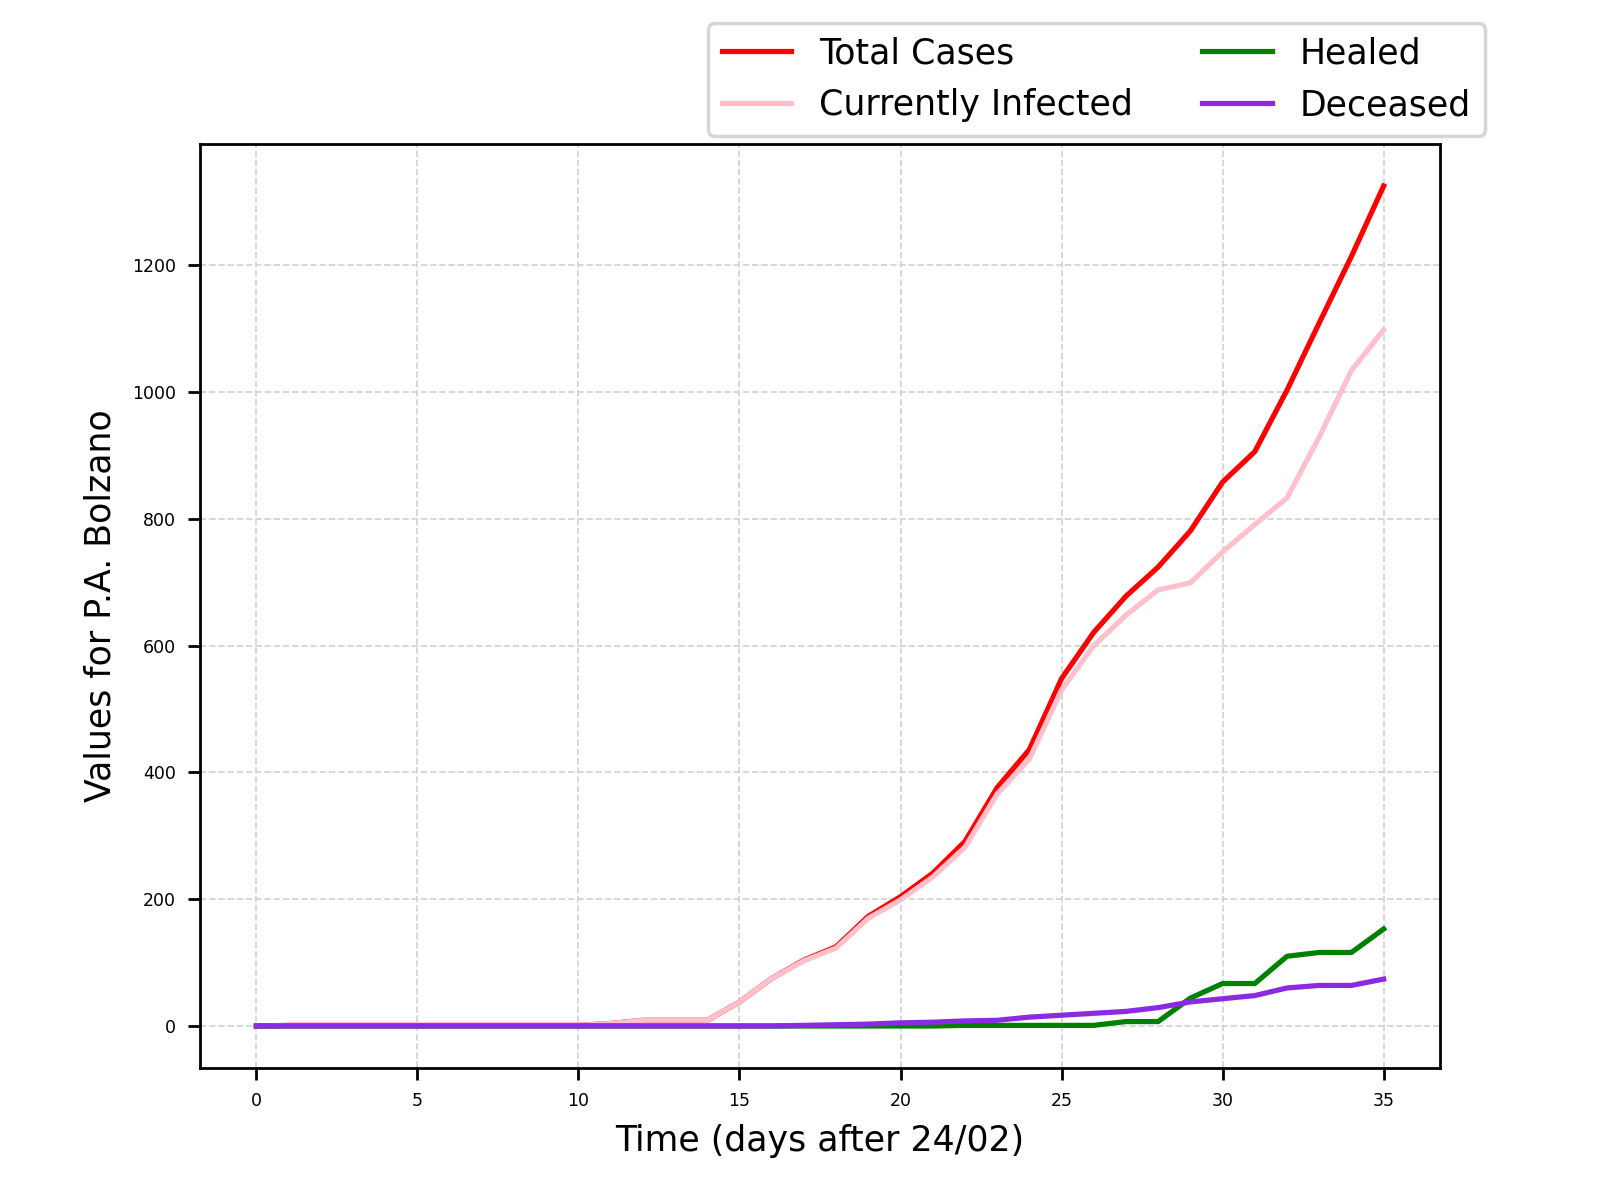 Total Cases
Currently Infected
Healed
Deceased
Values for P.A. Bolzano
1200
1000
800
600
400
200
0
0 5 10 15 20 25 30 35
Time (days after 24/02)